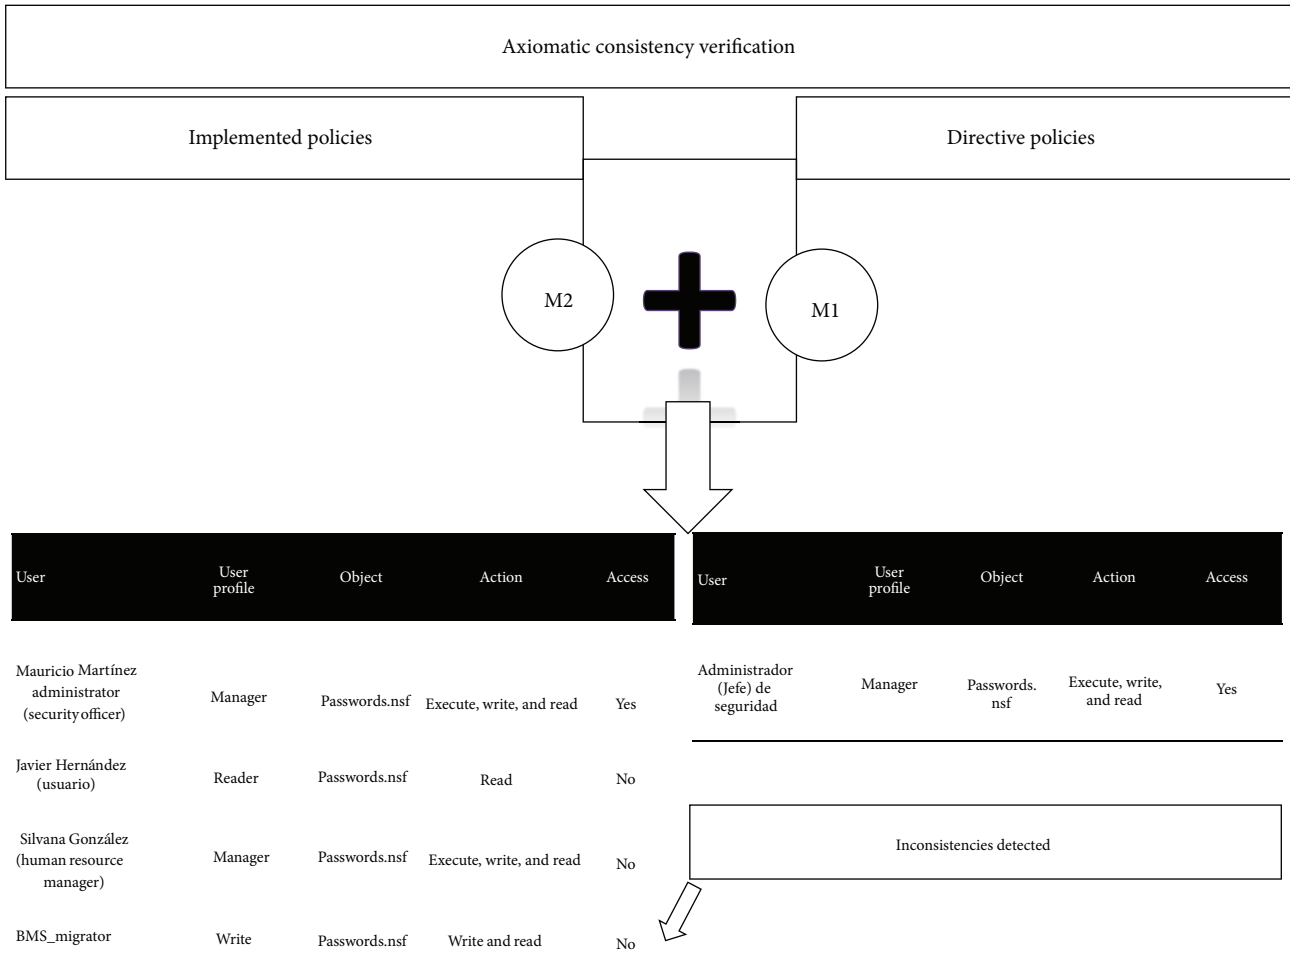 Axiomatic consistency verification
Implemented policies
Directive policies
M2
M1
User
User
profile
Object
Action
Access
Mauricio Martínez
administrator
(security officer)
Manager
Passwords.nsf
Execute, write, and read
Yes
Javier Hernández
(usuario)
Reader
Passwords.nsf
Read
No
Silvana González
(human resource
manager)
Manager
Passwords.nsf
Execute, write, and read
No
BMS_migrator
Write
Passwords.nsf
Write and read
No
User
User
profile
Object
Action
Access
Administrador
(Jefe) de
seguridad
Manager
Passwords.
nsf
Execute, write,
and read
Yes
Inconsistencies detected